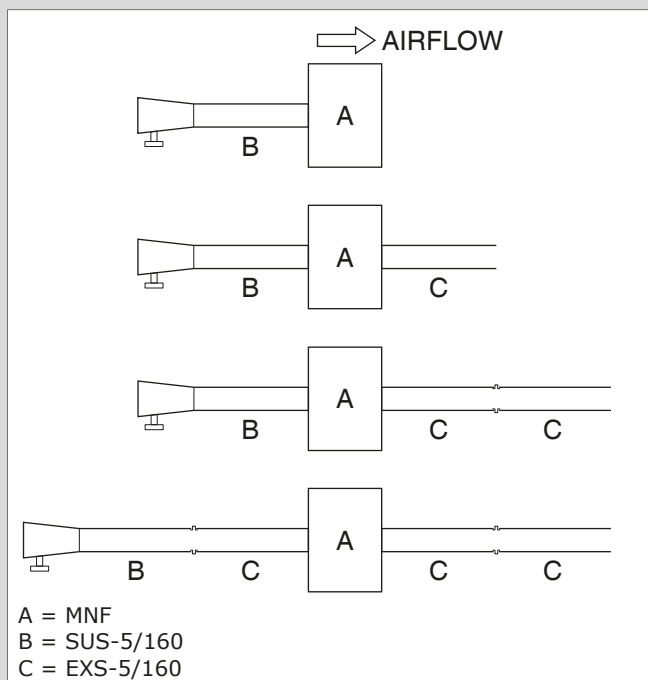 AIRFLOW
A
B
A
B C
A
B C C
A
B C C C
A = MNF
B = SUS-5/160
C = EXS-5/160